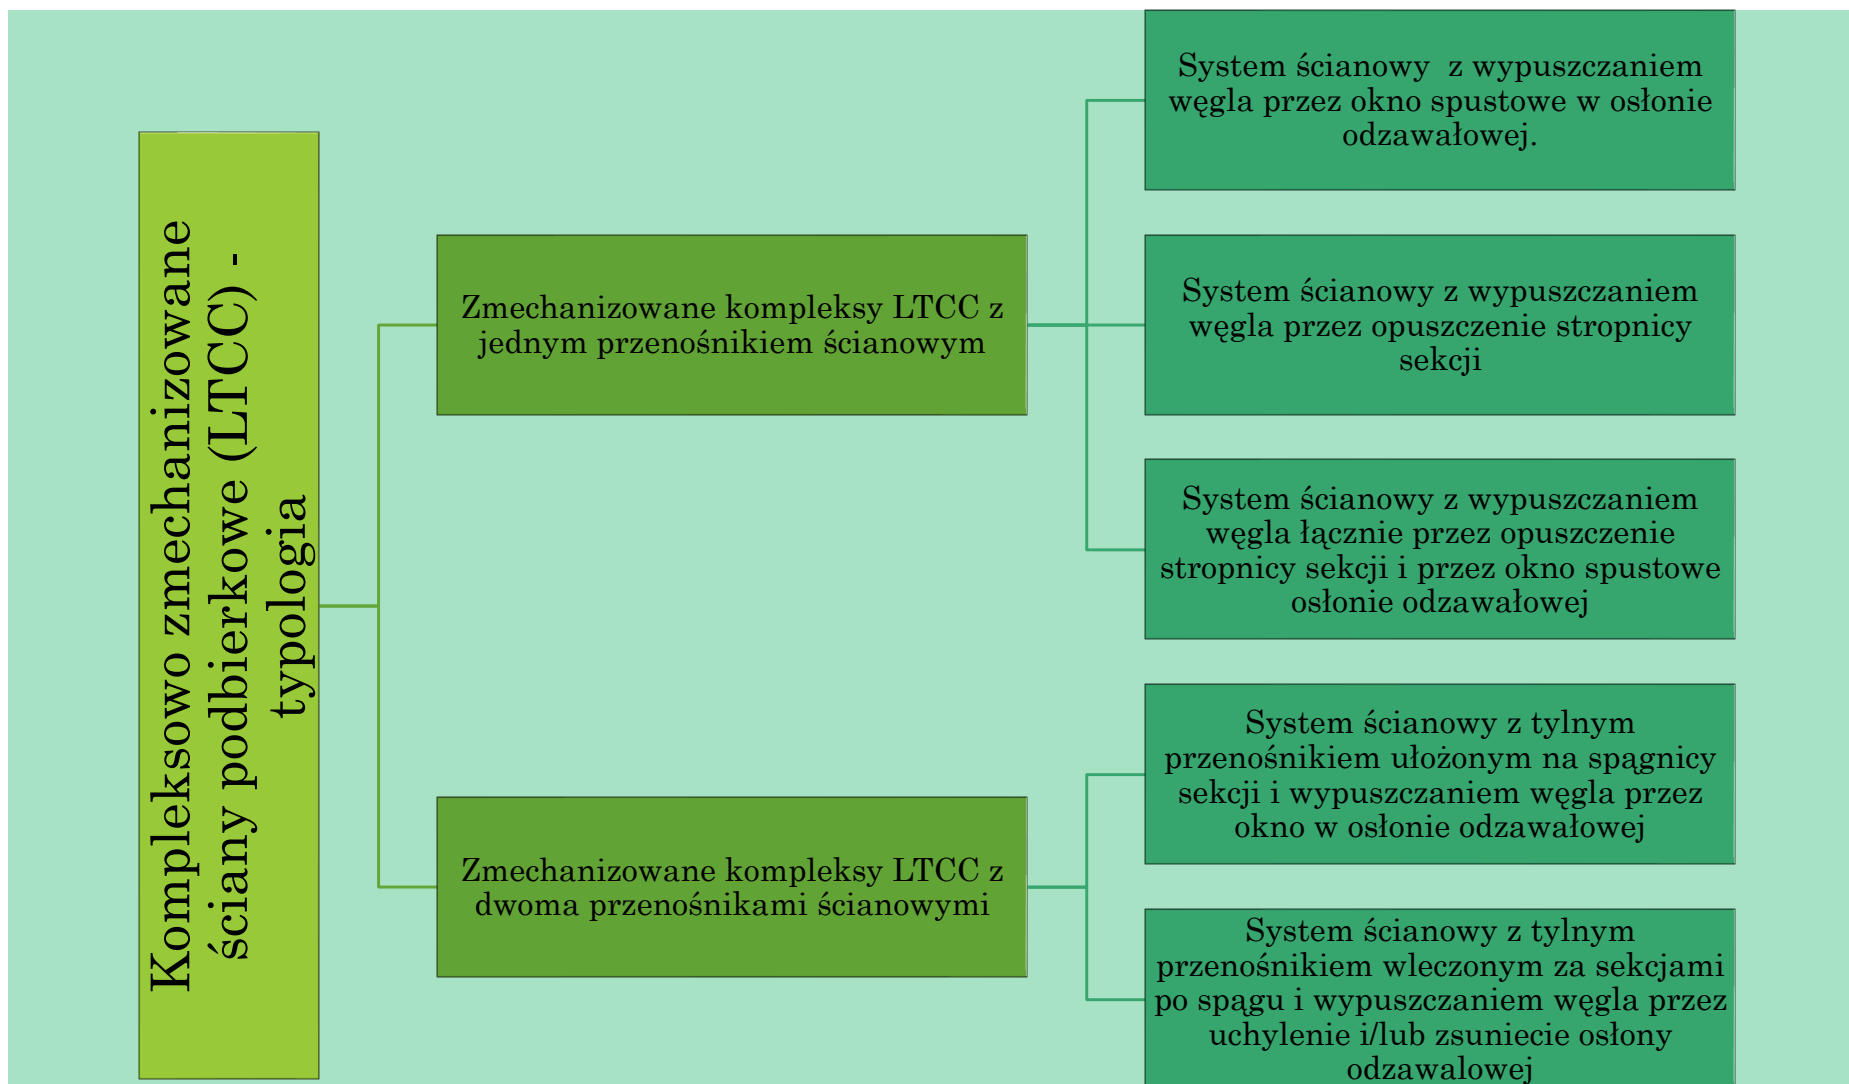 Kompleksowo zmechanizowane
ściany podbierkowe (LTCC) -
typologia
Zmechanizowane kompleksy LTCC z
jednym przenośnikiem ścianowym
System ścianowy z wypuszczaniem
węgla przez okno spustowe w osłonie
odzawałowej.
System ścianowy z wypuszczaniem
węgla przez opuszczenie stropnicy
sekcji
System ścianowy z wypuszczaniem
węgla łącznie przez opuszczenie
stropnicy sekcji i przez okno spustowe
osłonie odzawałowej
Zmechanizowane kompleksy LTCC z
dwoma przenośnikami ścianowymi
System ścianowy z tylnym
przenośnikiem ułożonym na spągnicy
sekcji i wypuszczaniem węgla przez
okno w osłonie odzawałowej
System ścianowy z tylnym
przenośnikiem wleczonym za sekcjami
po spągu i wypuszczaniem węgla przez
uchylenie i/lub zsuniecie osłony
odzawalowej